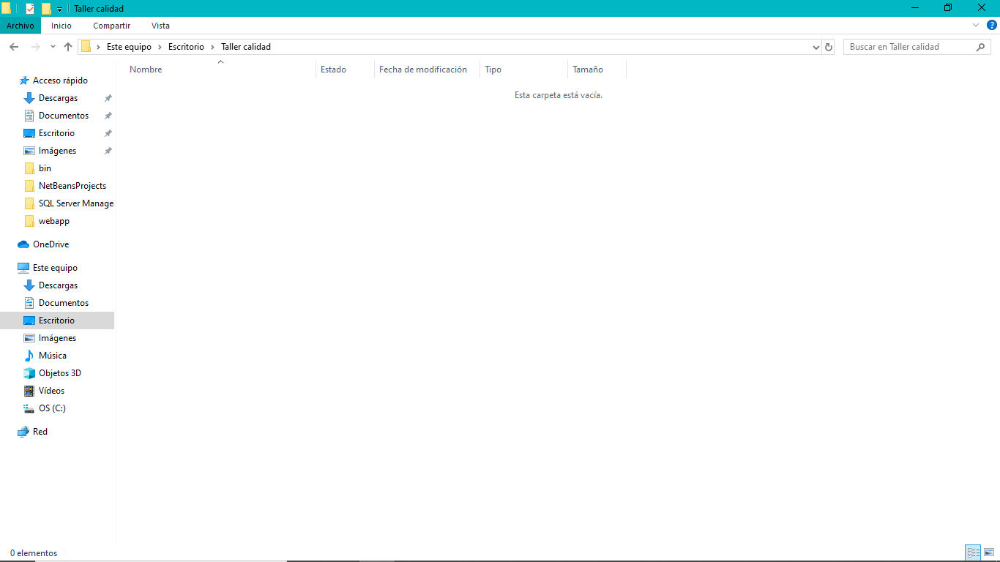 Taller calidad
Archivo Inicio Compartir Vista
Este equipo Escritorio Taller calidad Buscar en Taller calidad
Nombre Estado Fecha de modificación Tipo Tamaño
Esta carpeta está vacía.
Acceso rápido
Descargas
Documentos
Escritorio
Imágenes
bin
NetBeansProjects
SQL Server Manage
webapp
OneDrive
Este equipo
Descargas
Documentos
Escritorio
Imágenes
Música
Objetos 3D
Vídeos
OS (C:)
Red
0 elementos